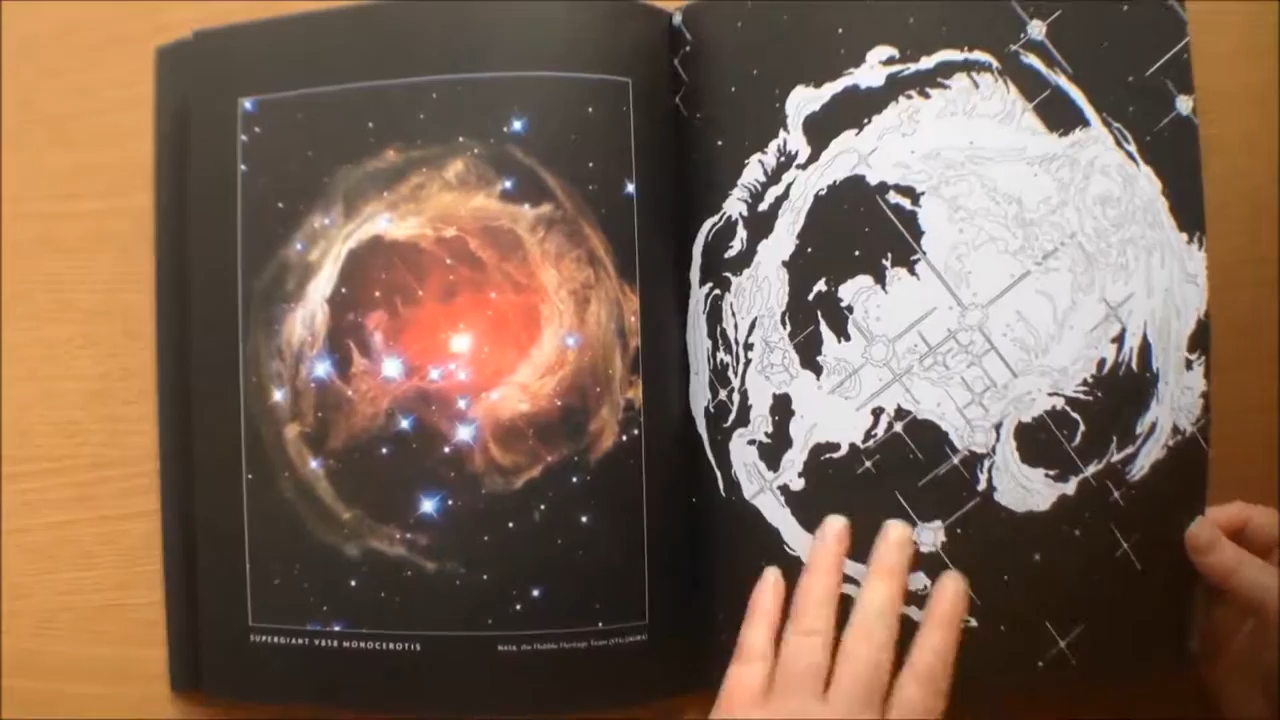 SUPERGIANT V838 MONOCEROTIS
NASA, the Hubble Heritage Team (STScI/AURA)